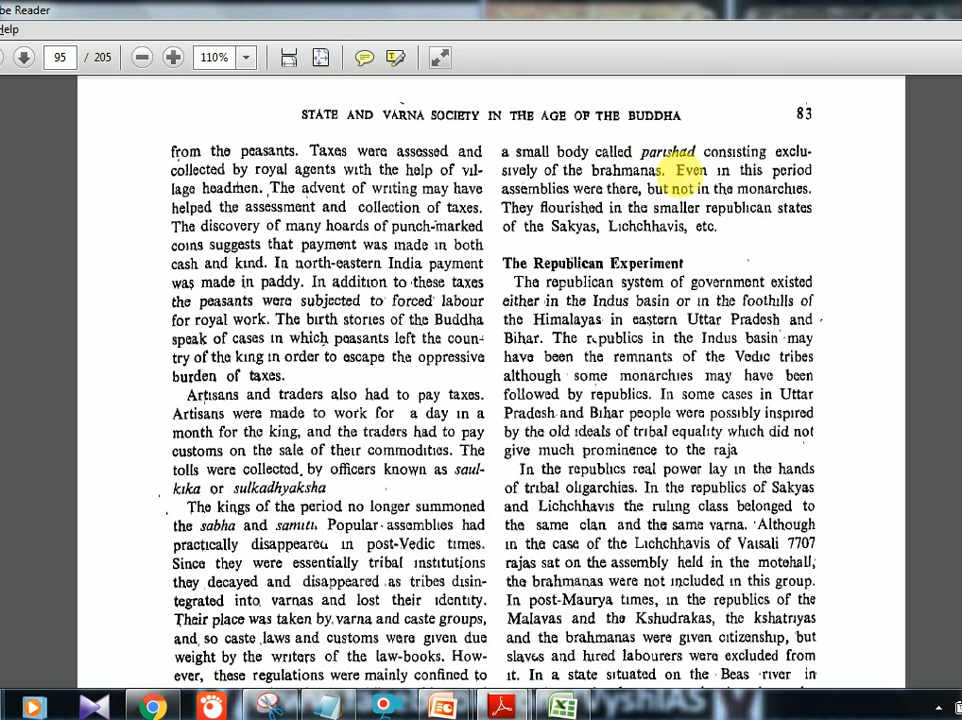 be Reader
Help
95 / 205
110%
STATE AND VARNA SOCIETY IN THE AGE OF THE BUDDHA 83
from the peasants. Taxes were assessed and
collected by royal agents with the help of vil-
lage headmen. The advent of writing may have
helped the assessment and collection of taxes.
The discovery of many hoards of punch-marked
coins suggests that payment was made in both
cash and kind. In north-eastern India payment
was made in paddy. In addition to these taxes
the peasants were subjected to forced labour
for royal work. The birth stories of the Buddha
speak of cases in which peasants left the coun-
try of the king in order to escape the oppressive
burden of taxes.
Artisans and traders also had to pay taxes.
Artisans were made to work for a day in a
month for the king, and the traders had to pay
customs on the sale of their commodities. The
tolls were collected by officers known as saul-
kika or sulkadhyaksha
The kings of the period no longer summoned
the sabha and samiti. Popular assemblies had
practically disappeared in post-Vedic times.
Since they were essentially tribal institutions
they decayed and disappeared as tribes disin-
tegrated into varnas and lost their identity.
Their place was taken by varna and caste groups,
and so caste laws and customs were given due
weight by the writers of the law-books. How-
ever, these regulations were mainly confined to
a small body called parishad consisting exclu-
sively of the brahmanas. Even in this period
assemblies were there, but not in the monarchies.
They flourished in the smaller republican states
of the Sakyas, Lichchhavis, etc.
The Republican Experiment
The republican system of government existed
either in the Indus basin or in the foothills of
the Himalayas in eastern Uttar Pradesh and
Bihar. The republics in the Indus basin may
have been the remnants of the Vedic tribes
although some monarchies may have been
followed by republics. In some cases in Uttar
Pradesh and Bihar people were possibly inspired
by the old ideals of tribal equality which did not
give much prominence to the raja
In the republics real power lay in the hands
of tribal oligarchies. In the republics of Sakyas
and Lichchhavis the ruling class belonged to
the same clan and the same varna. Although
in the case of the Lichchhavis of Vaisali 7707
rajas sat on the assembly held in the motehall,
the brahmanas were not included in this group.
In post-Maurya times, in the republics of the
Malavas and the Kshudrakas, the kshatriyas
and the brahmanas were given citizenship, but
slaves and hired labourers were excluded from
it. In a state situated on the Beas river in